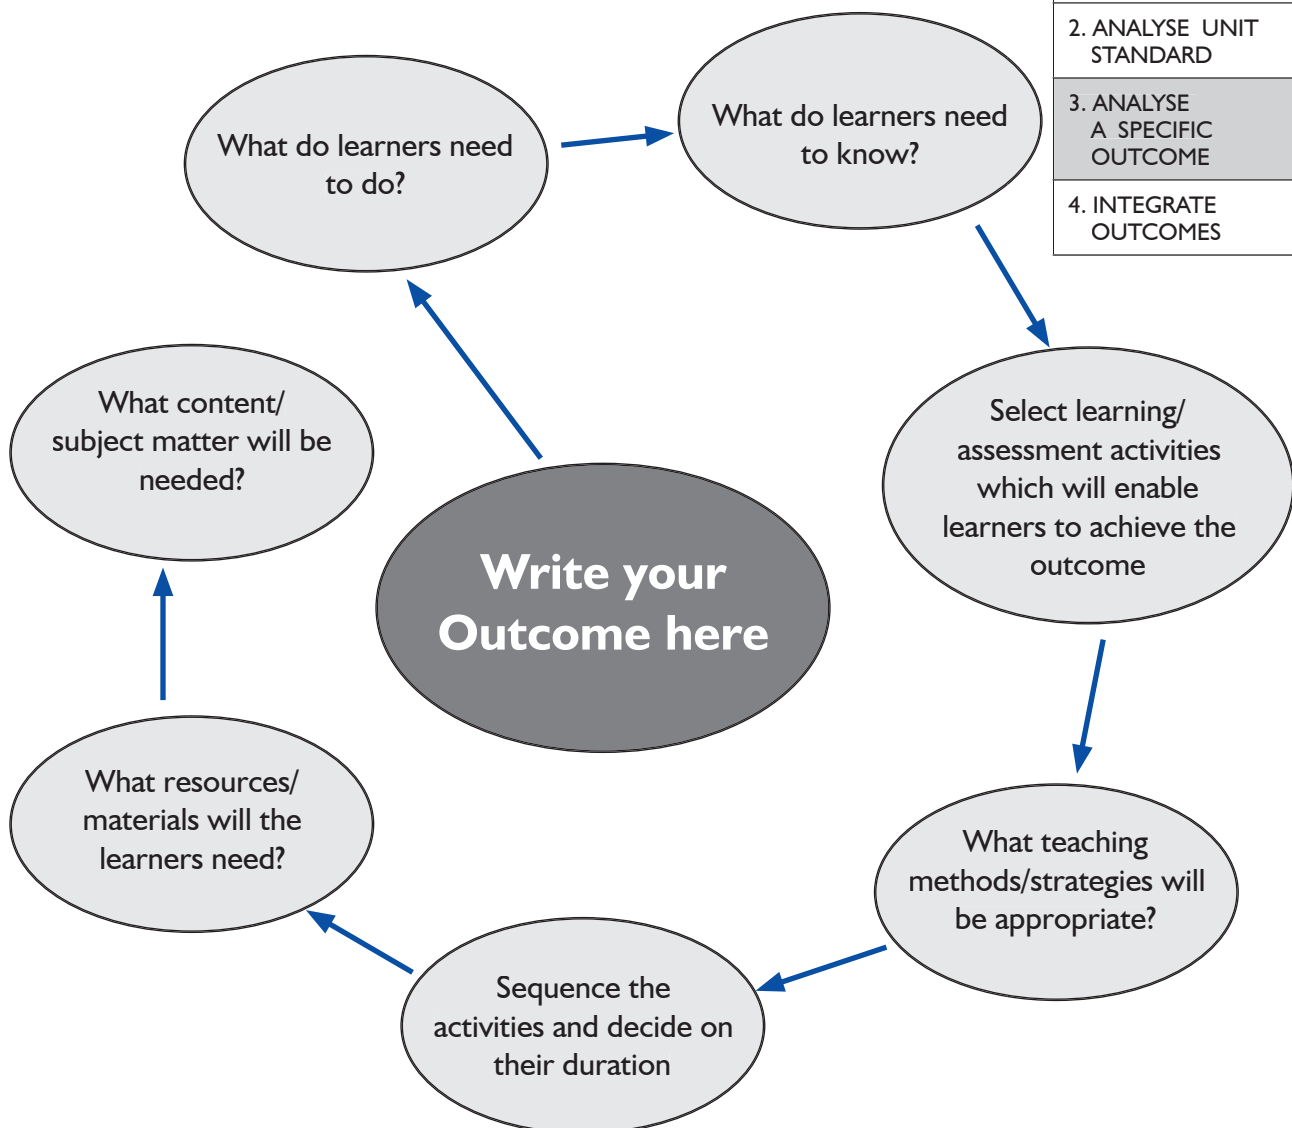 2. ANALYSE UNIT
STANDARD
3. ANALYSE
A SPECIFIC
OUTCOME
4. INTEGRATE
OUTCOMES
What do learners need
to do?
What do learners need
to know?
Select learning/
assessment activities
which will enable
learners to achieve the
outcome
What teaching
methods/strategies will
be appropriate?
Sequence the
activities and decide on
their duration
What resources/
materials will the
learners need?
What content/
subject matter will be
needed?
Write your
Outcome here